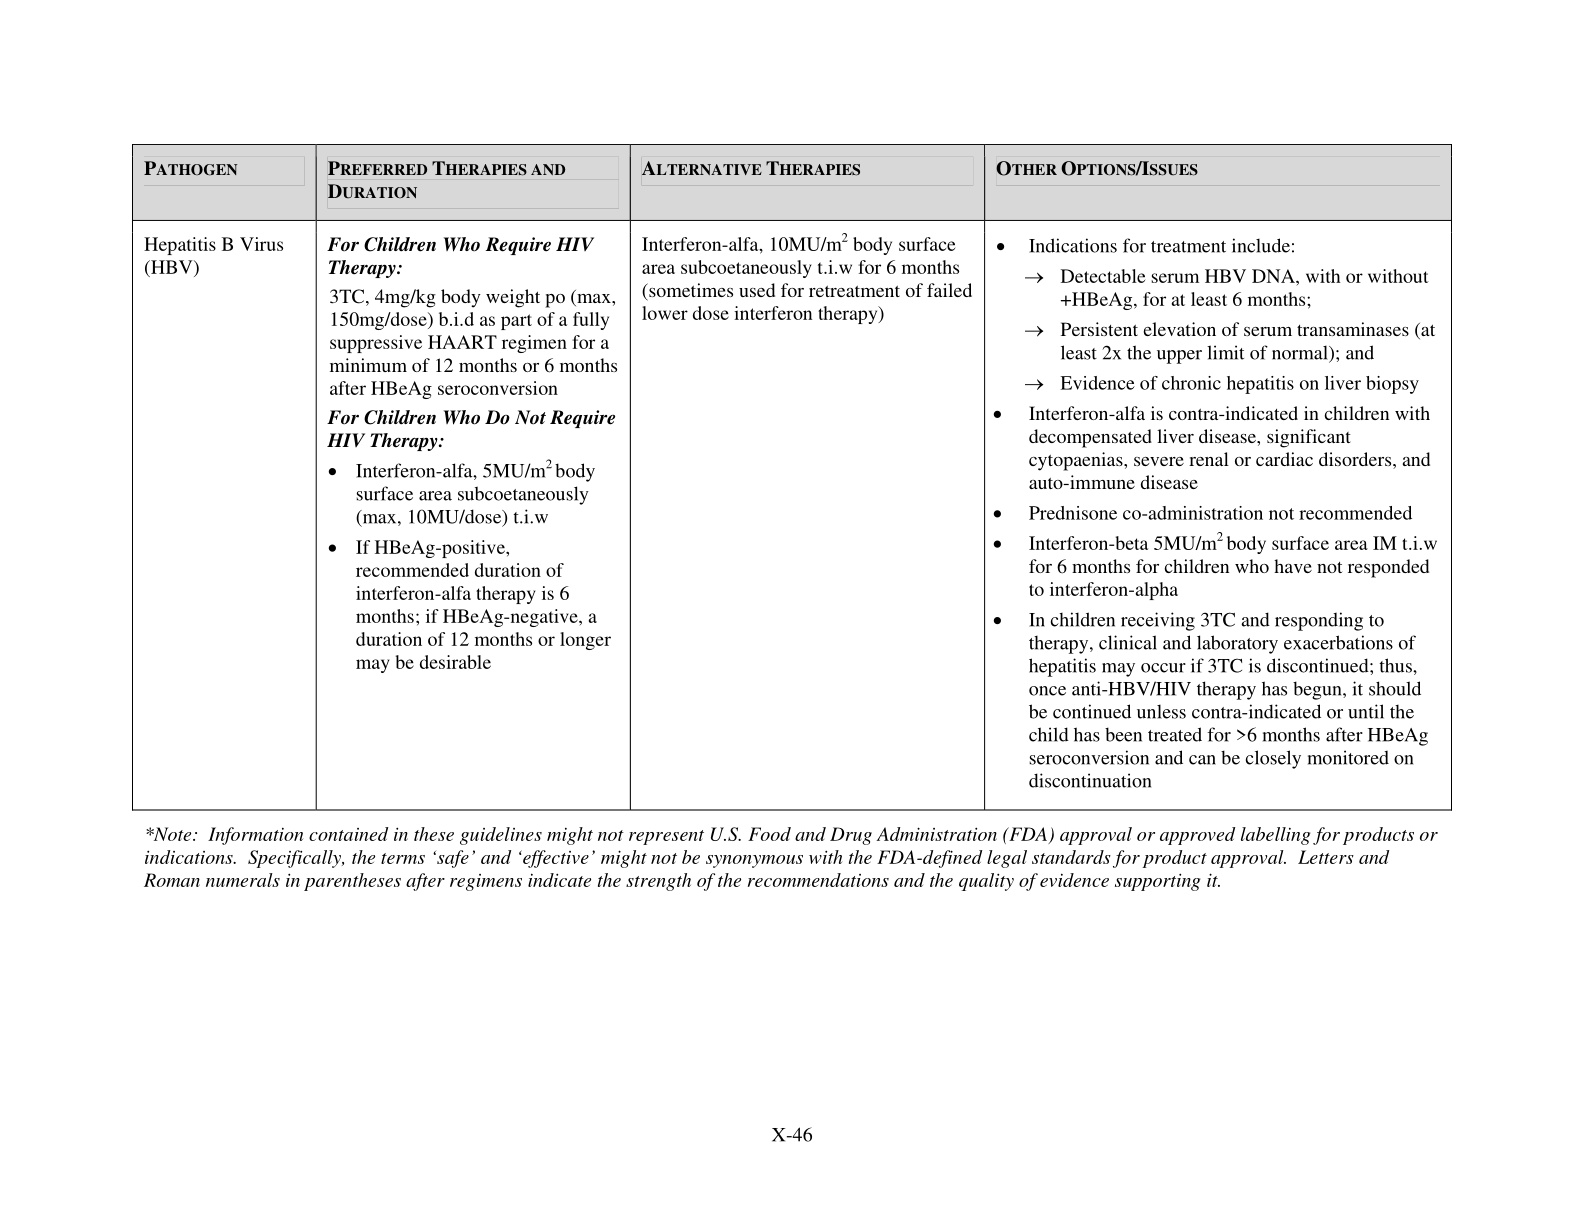 PATHOGEN
PREFERRED THERAPIES AND
DURATION
ALTERNATIVE THERAPIES
OTHER OPTIONS/ISSUES
Hepatitis B Virus
(HBV)
For Children Who Require HIV
Therapy:
3TC, 4mg/kg body weight po (max,
150mg/dose) b.i.d as part of a fully
suppressive HAART regimen for a
minimum of 12 months or 6 months
after HBeAg seroconversion
For Children Who Do Not Require
HIV Therapy:
• Interferon-alfa, 5MU/m² body
surface area subcoetaneously
(max, 10MU/dose) t.i.w
• If HBeAg-positive,
recommended duration of
interferon-alfa therapy is 6
months; if HBeAg-negative, a
duration of 12 months or longer
may be desirable
Interferon-alfa, 10MU/m² body surface
area subcoetaneously t.i.w for 6 months
(sometimes used for retreatment of failed
lower dose interferon therapy)
• Indications for treatment include:
→ Detectable serum HBV DNA, with or without
+HBeAg, for at least 6 months;
→ Persistent elevation of serum transaminases (at
least 2x the upper limit of normal); and
→ Evidence of chronic hepatitis on liver biopsy
• Interferon-alfa is contra-indicated in children with
decompensated liver disease, significant
cytopaenias, severe renal or cardiac disorders, and
auto-immune disease
• Prednisone co-administration not recommended
• Interferon-beta 5MU/m² body surface area IM t.i.w
for 6 months for children who have not responded
to interferon-alpha
• In children receiving 3TC and responding to
therapy, clinical and laboratory exacerbations of
hepatitis may occur if 3TC is discontinued; thus,
once anti-HBV/HIV therapy has begun, it should
be continued unless contra-indicated or until the
child has been treated for >6 months after HBeAg
seroconversion and can be closely monitored on
discontinuation
*Note: Information contained in these guidelines might not represent U.S. Food and Drug Administration (FDA) approval or approved labelling for products or
indications. Specifically, the terms ‘safe’ and ‘effective’ might not be synonymous with the FDA-defined legal standards for product approval. Letters and
Roman numerals in parentheses after regimens indicate the strength of the recommendations and the quality of evidence supporting it.
X-46